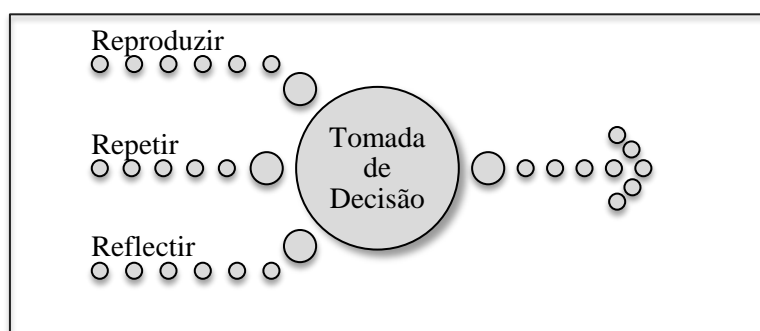 Reproduzir
Repetir
Reflectir
Tomada
de
Decisão